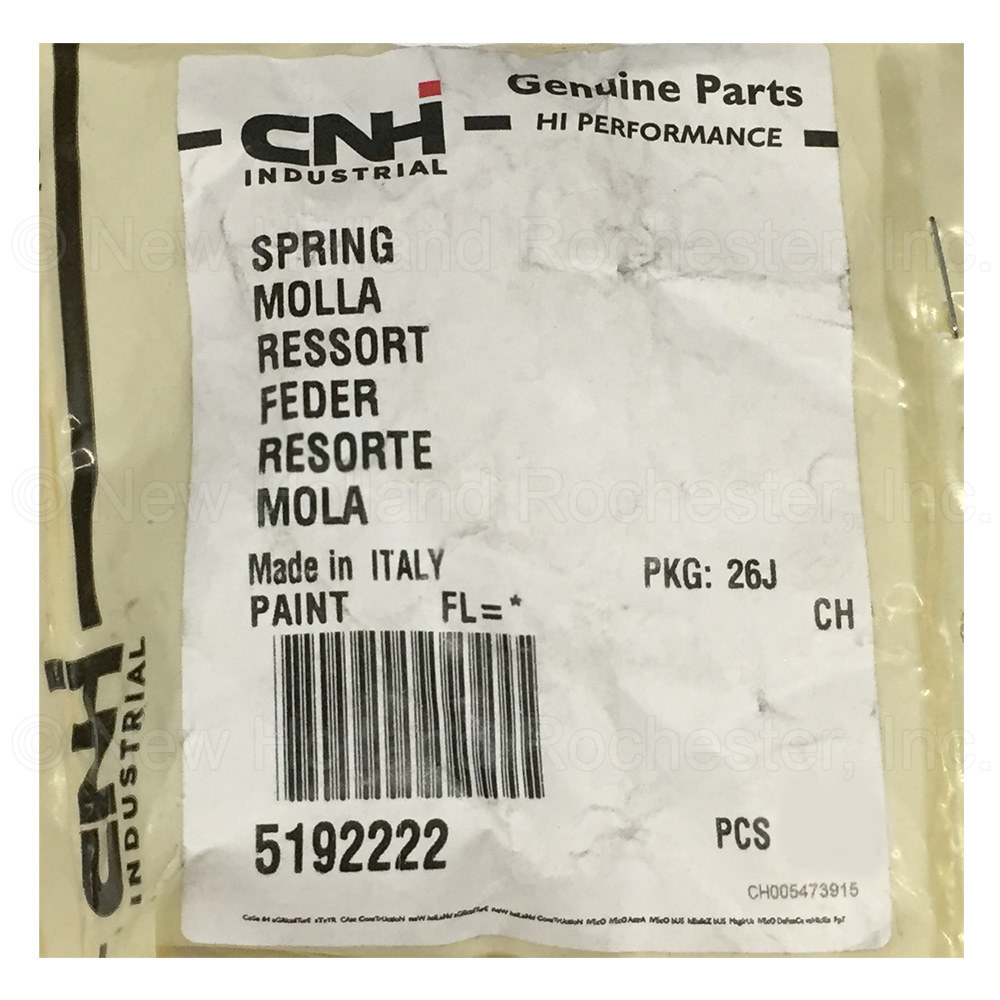 CNH
INDUSTRIAL
Genuine Parts
HI PERFORMANCE
SPRING
MOLLA
RESSORT
FEDER
RESORTE
MOLA
Made in ITALY
PKG: 26J
PAINT FL=*
CH
5192222
PCS
CH005473915
CNH
INDUSTRIAL
© New Holland Rochester, Inc.
© New Holland Rochester, Inc.
© New Holland Rochester, Inc.